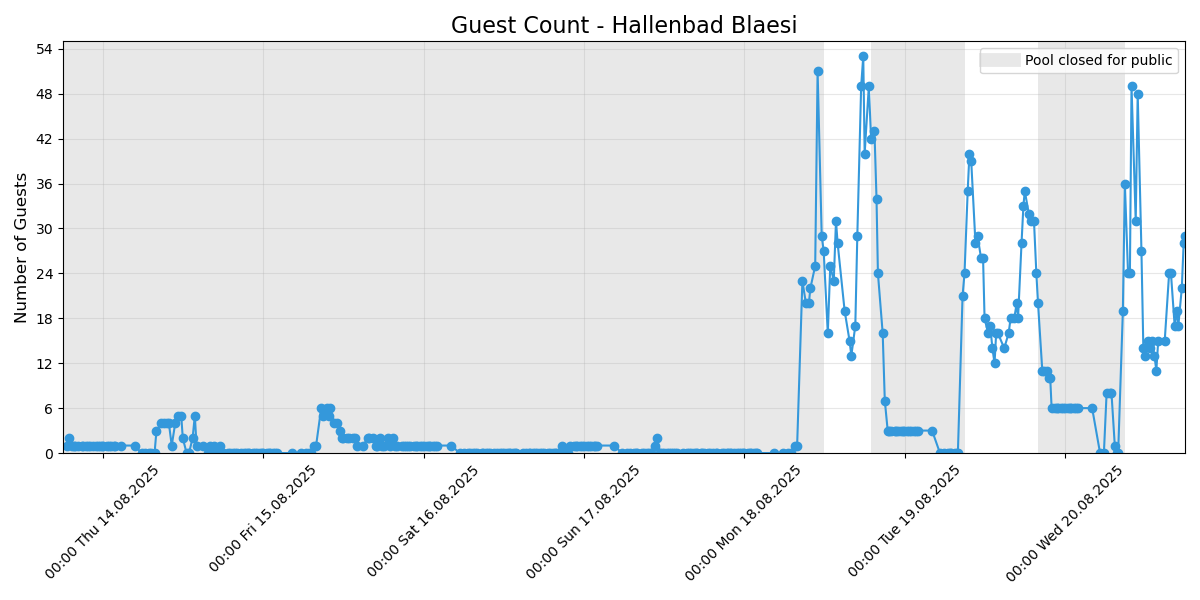 Guest Count - Hallenbad Blaesi
Pool closed for public
Number of Guests
54
48
42
36
30
24
18
12
6
0
00:00 Thu 14.08.2025
00:00 Fri 15.08.2025
00:00 Sat 16.08.2025
00:00 Sun 17.08.2025
00:00 Mon 18.08.2025
00:00 Tue 19.08.2025
00:00 Wed 20.08.2025